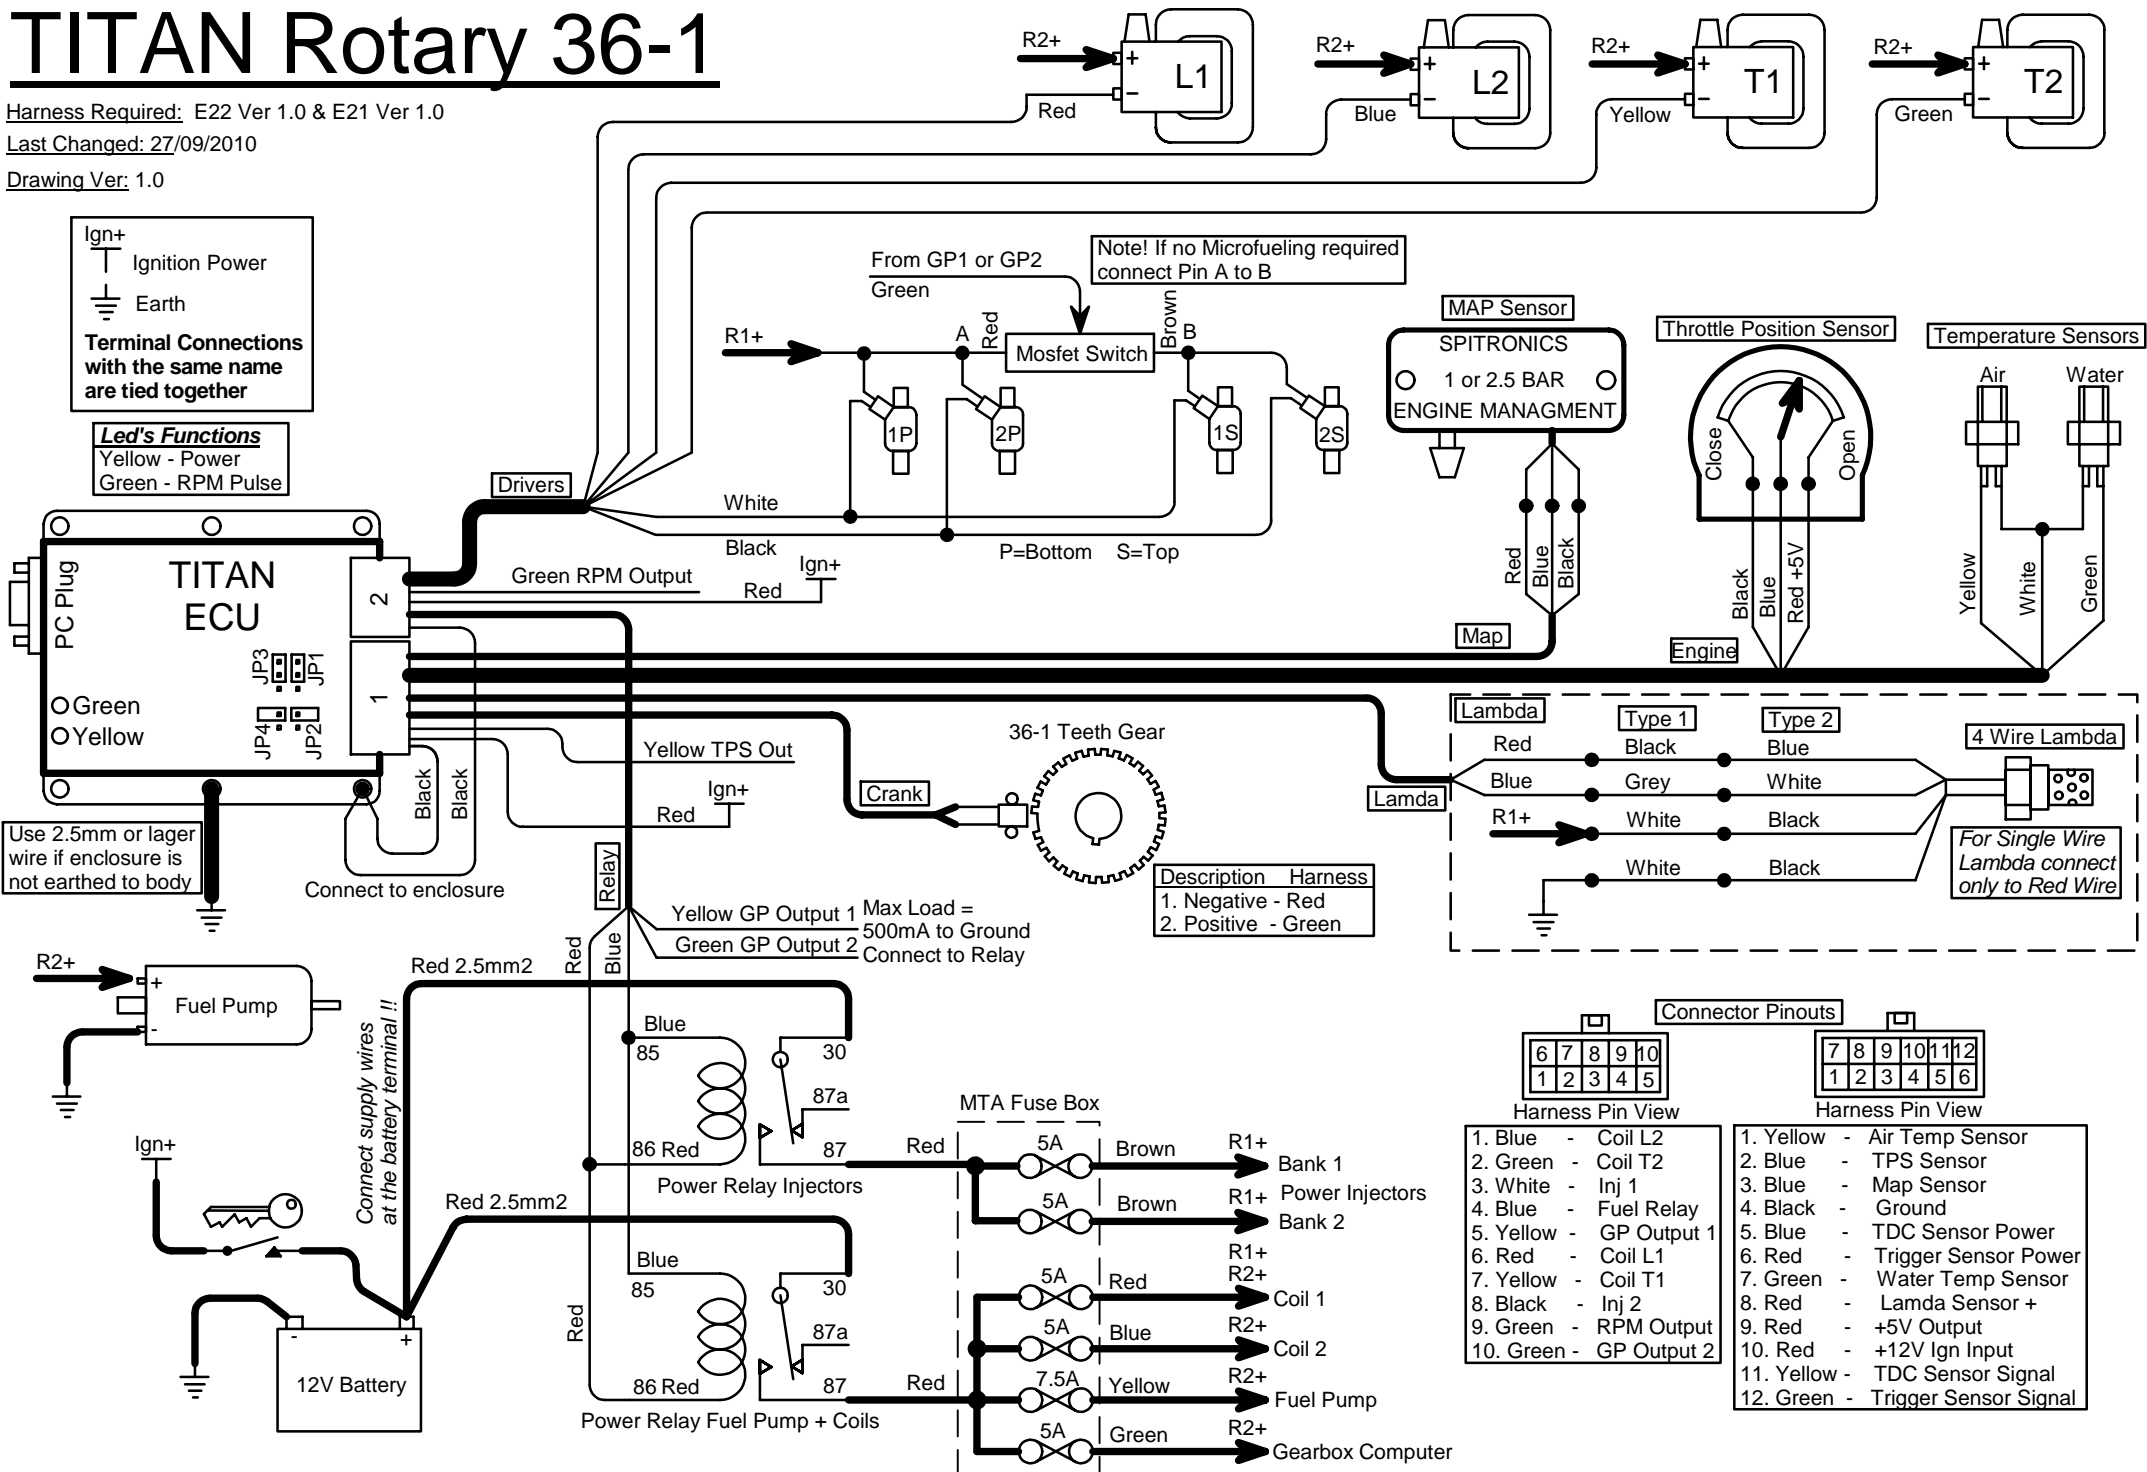 TITAN Rotary 36-1
Harness Required: E22 Ver 1.0 & E21 Ver 1.0
Last Changed: 27/09/2010
Drawing Ver: 1.0
R2+
+
-
L1
Red
R2+
+
-
L2
Blue
R2+
+
-
T1
Yellow
R2+
+
-
T2
Green
Ign+
Ignition Power
Earth
Terminal Connections
with the same name
are tied together
Led's Functions
Yellow - Power
Green - RPM Pulse
From GP1 or GP2
Green
Note! If no Microfueling required
connect Pin A to B
R1+
A
Red
Mosfet Switch
Brown
B
1P
2P
1S
2S
Drivers
White
Black
P=Bottom S=Top
MAP Sensor
SPITRONICS
1 or 2.5 BAR
ENGINE MANAGMENT
Red
Blue
Black
Map
Throttle Position Sensor
Close
Open
Black
Blue
Red +5V
Engine
Temperature Sensors
Air
Water
Yellow
White
Green
PC Plug
TITAN
ECU
2
1
JP3
JP1
JP4
JP2
Green
Yellow
Green RPM Output
Red
Ign+
Yellow TPS Out
Ign+
Red
Black
Black
Connect to enclosure
Use 2.5mm or lager
wire if enclosure is
not earthed to body
Crank
36-1 Teeth Gear
Description Harness
1. Negative - Red
2. Positive - Green
Lamda
Lambda
Type 1
Type 2
4 Wire Lambda
Red
Black
Blue
Blue
Grey
White
R1+
White
Black
White
Black
For Single Wire
Lambda connect
only to Red Wire
Relay
Yellow GP Output 1
Green GP Output 2
Max Load =
500mA to Ground
Connect to Relay
Red
Blue
R2+
+
-
Fuel Pump
Red 2.5mm2
Connect supply wires
at the battery terminal !!
Blue
85
30
87a
86 Red
87
Power Relay Injectors
Red
Ign+
Red 2.5mm2
-
+
12V Battery
Red
Blue
85
30
87a
86 Red
87
Power Relay Fuel Pump + Coils
Red
MTA Fuse Box
5A
Brown
R1+
Bank 1
Power Injectors
5A
Brown
R1+
Bank 2
R1+
R2+
5A
Red
Coil 1
5A
Blue
R2+
Coil 2
7.5A
Yellow
R2+
Fuel Pump
5A
Green
R2+
Gearbox Computer
Connector Pinouts
6 7 8 9 10
1 2 3 4 5
Harness Pin View
1. Blue - Coil L2
2. Green - Coil T2
3. White - Inj 1
4. Blue - Fuel Relay
5. Yellow - GP Output 1
6. Red - Coil L1
7. Yellow - Coil T1
8. Black - Inj 2
9. Green - RPM Output
10. Green - GP Output 2
7 8 9 10 11 12
1 2 3 4 5 6
Harness Pin View
1. Yellow - Air Temp Sensor
2. Blue - TPS Sensor
3. Blue - Map Sensor
4. Black - Ground
5. Blue - TDC Sensor Power
6. Red - Trigger Sensor Power
7. Green - Water Temp Sensor
8. Red - Lamda Sensor +
9. Red - +5V Output
10. Red - +12V Ign Input
11. Yellow - TDC Sensor Signal
12. Green - Trigger Sensor Signal